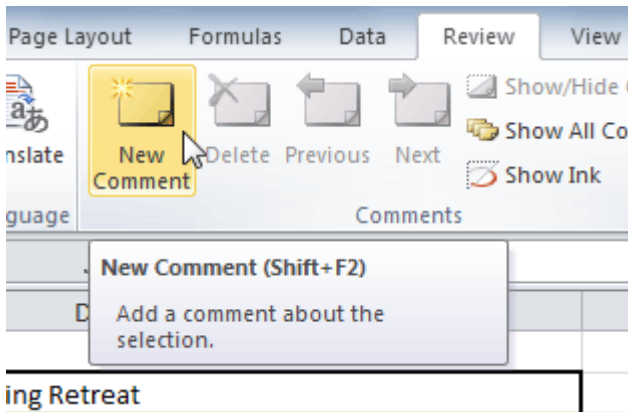 Page Layout Formulas Data Review View
Show/Hide
Show All Co
nslate New Delete Previous Next
Comment
Show Ink
guage Comments
New Comment (Shift+F2)
D Add a comment about the
selection.
ing Retreat